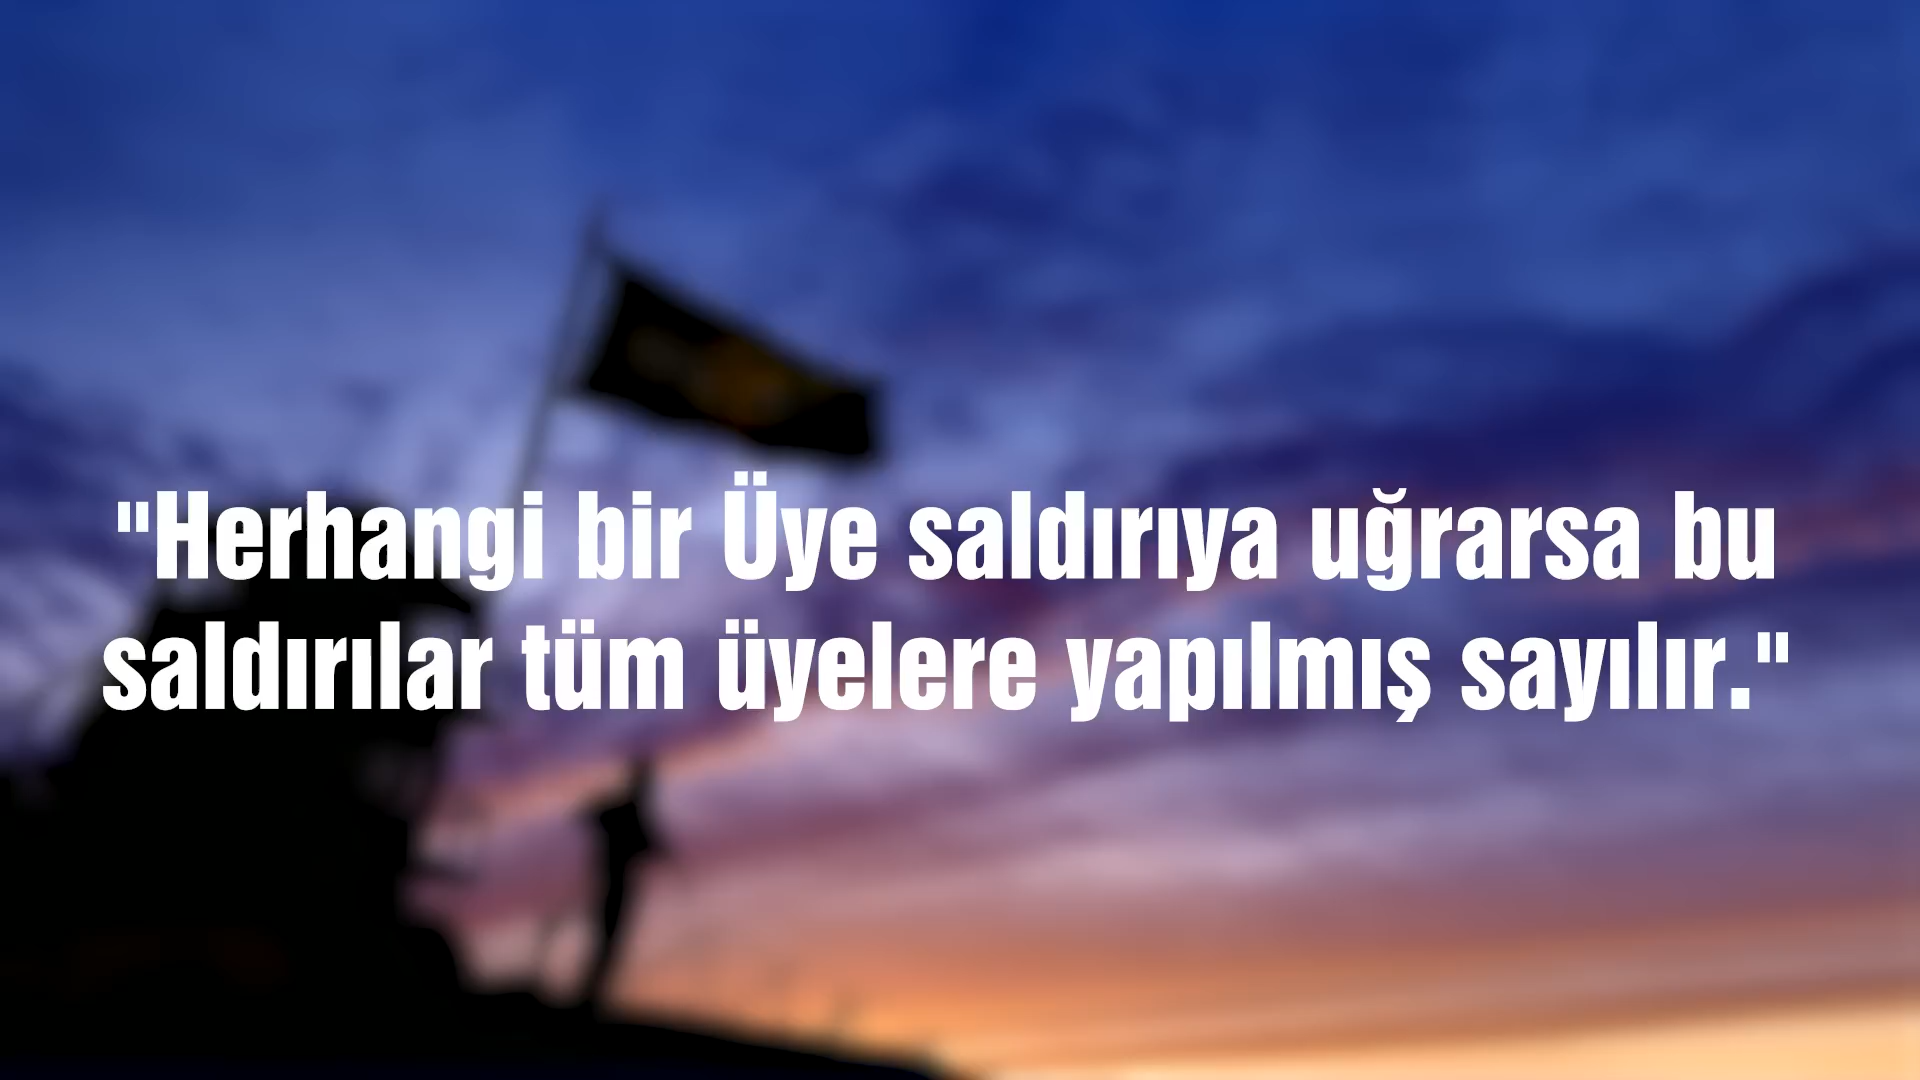 "Herhangi bir Üye saldırıya uğrarsa bu
saldırılar tüm üyelere yapılmış sayılır."